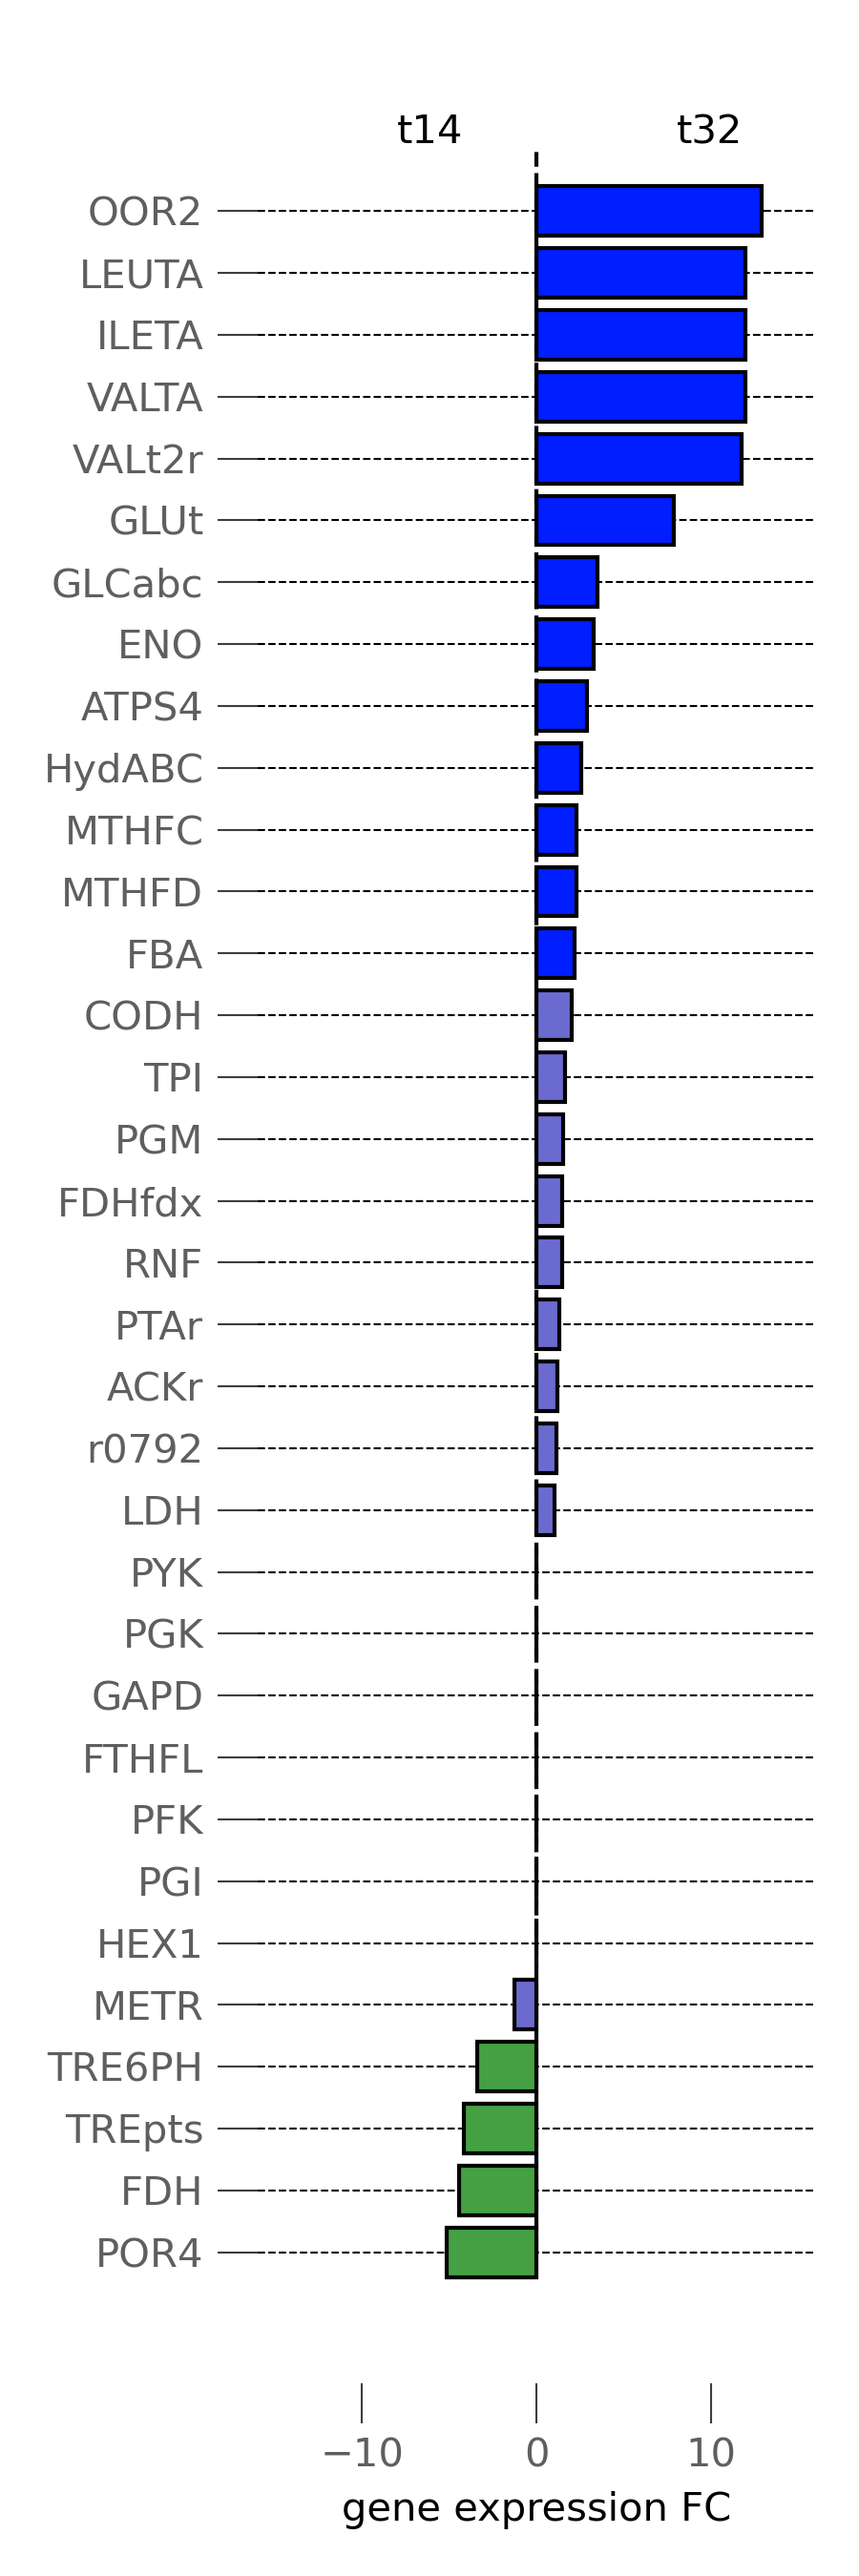 t14 t32
OOR2
LEUTA
ILETA
VALTA
VALt2r
GLUt
GLCabc
ENO
ATPS4
HydABC
MTHFC
MTHFD
FBA
CODH
TPI
PGM
FDHfdx
RNF
PTAr
ACKr
r0792
LDH
PYK
PGK
GAPD
FTHFL
PFK
PGI
HEX1
METR
TRE6PH
TREpts
FDH
POR4
−10 0 10
gene expression FC